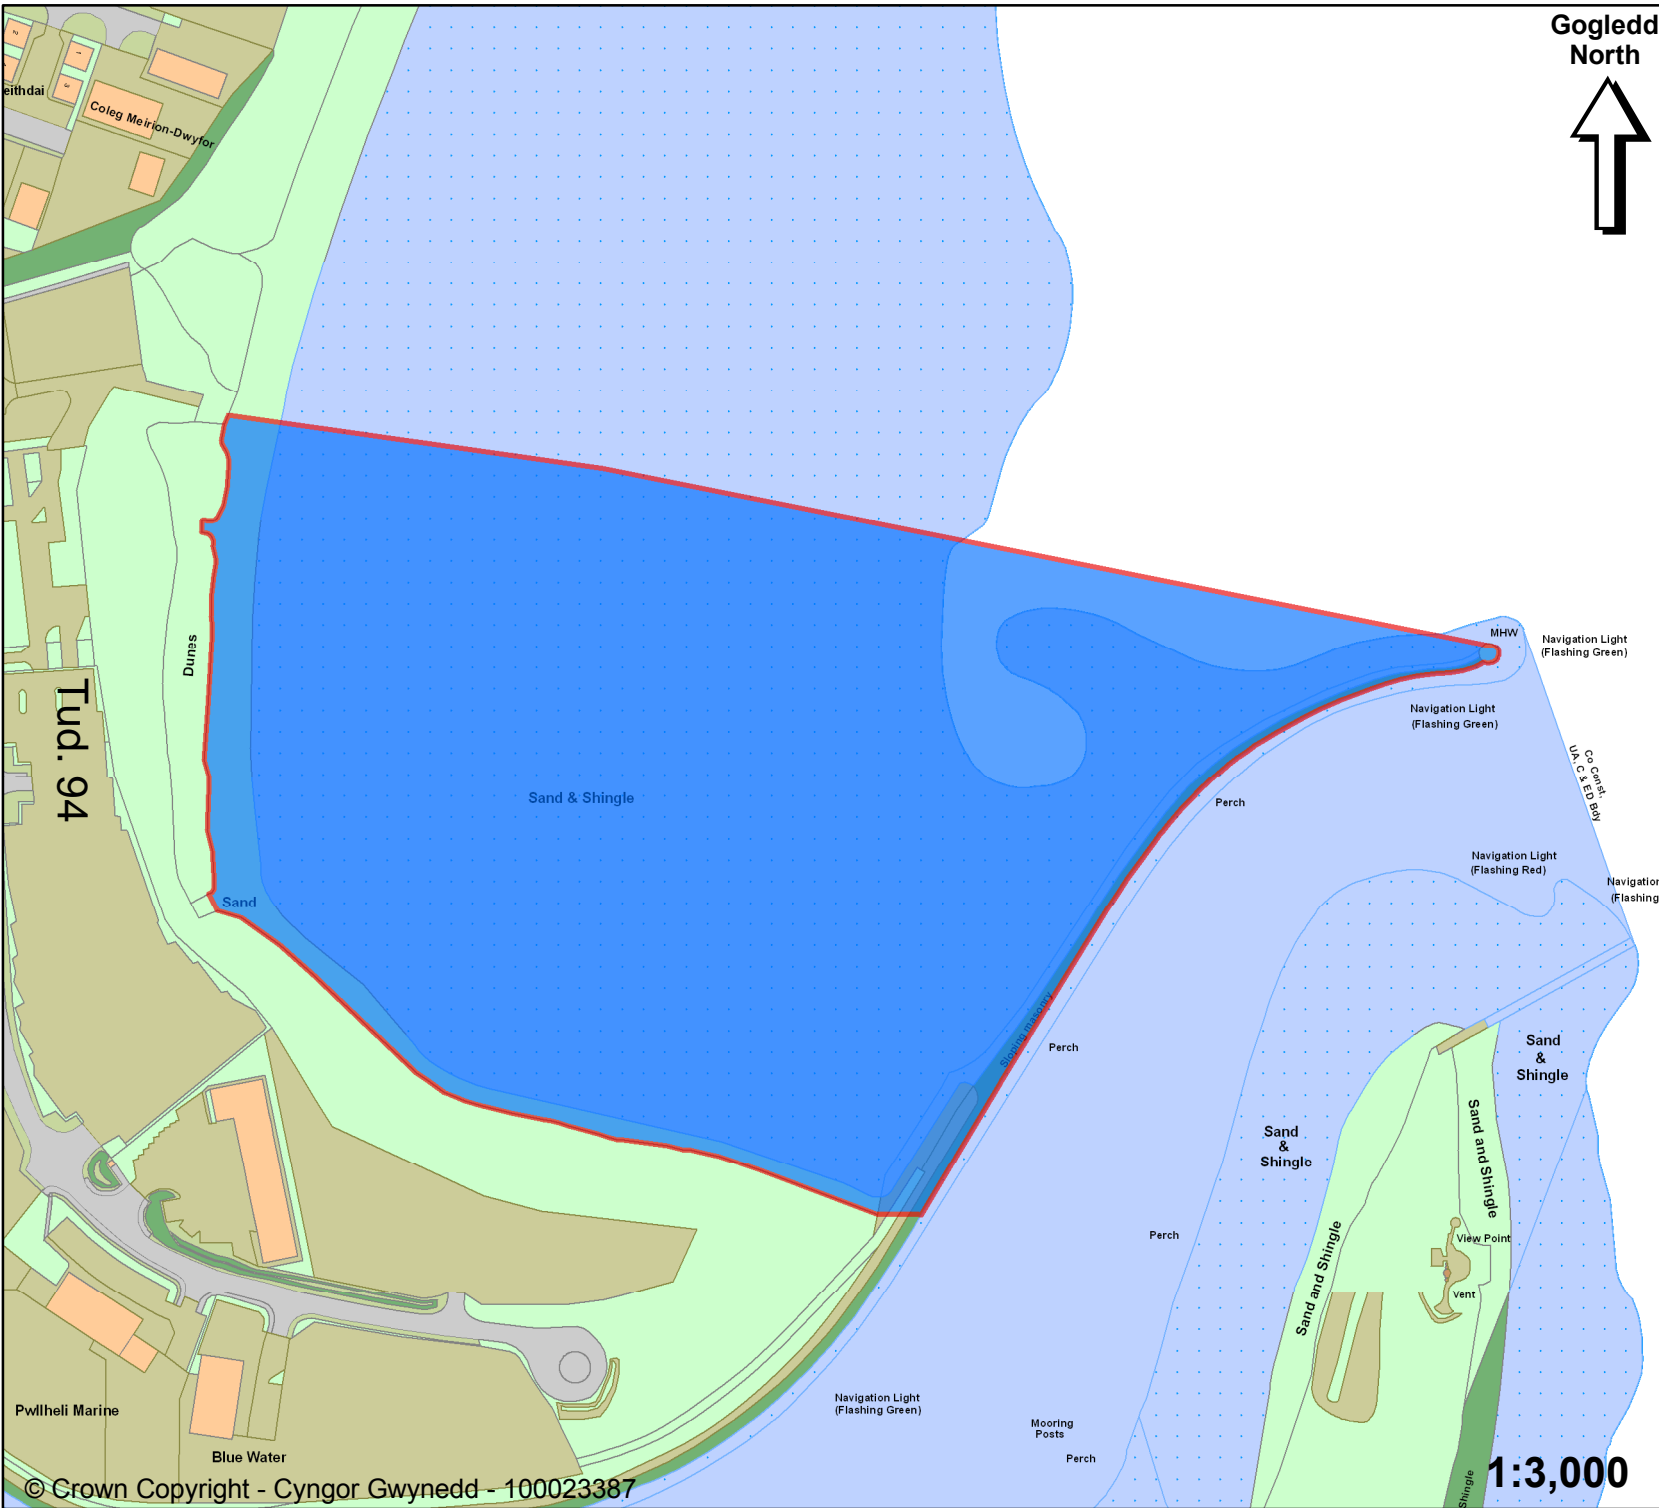 Gogledd
North
2
1
3
eithdai
Coleg Meirion-Dwyfor
Dunes
Tud. 94
Sand & Shingle
Sand
MHW
Navigation Light
(Flashing Green)
Navigation Light
(Flashing Green)
Co Const,
UA, C & ED Bdy
Perch
Navigation Light
(Flashing Red)
Navigation
(Flashing
Sloping masonry
Perch
Sand
&
Shingle
Sand
&
Shingle
Sand and Shingle
Perch
View Point
Sand and Shingle
Vent
Navigation Light
(Flashing Green)
Mooring
Posts
Perch
Pwllheli Marine
Blue Water
Shingle
1:3,000
© Crown Copyright - Cyngor Gwynedd - 100023387